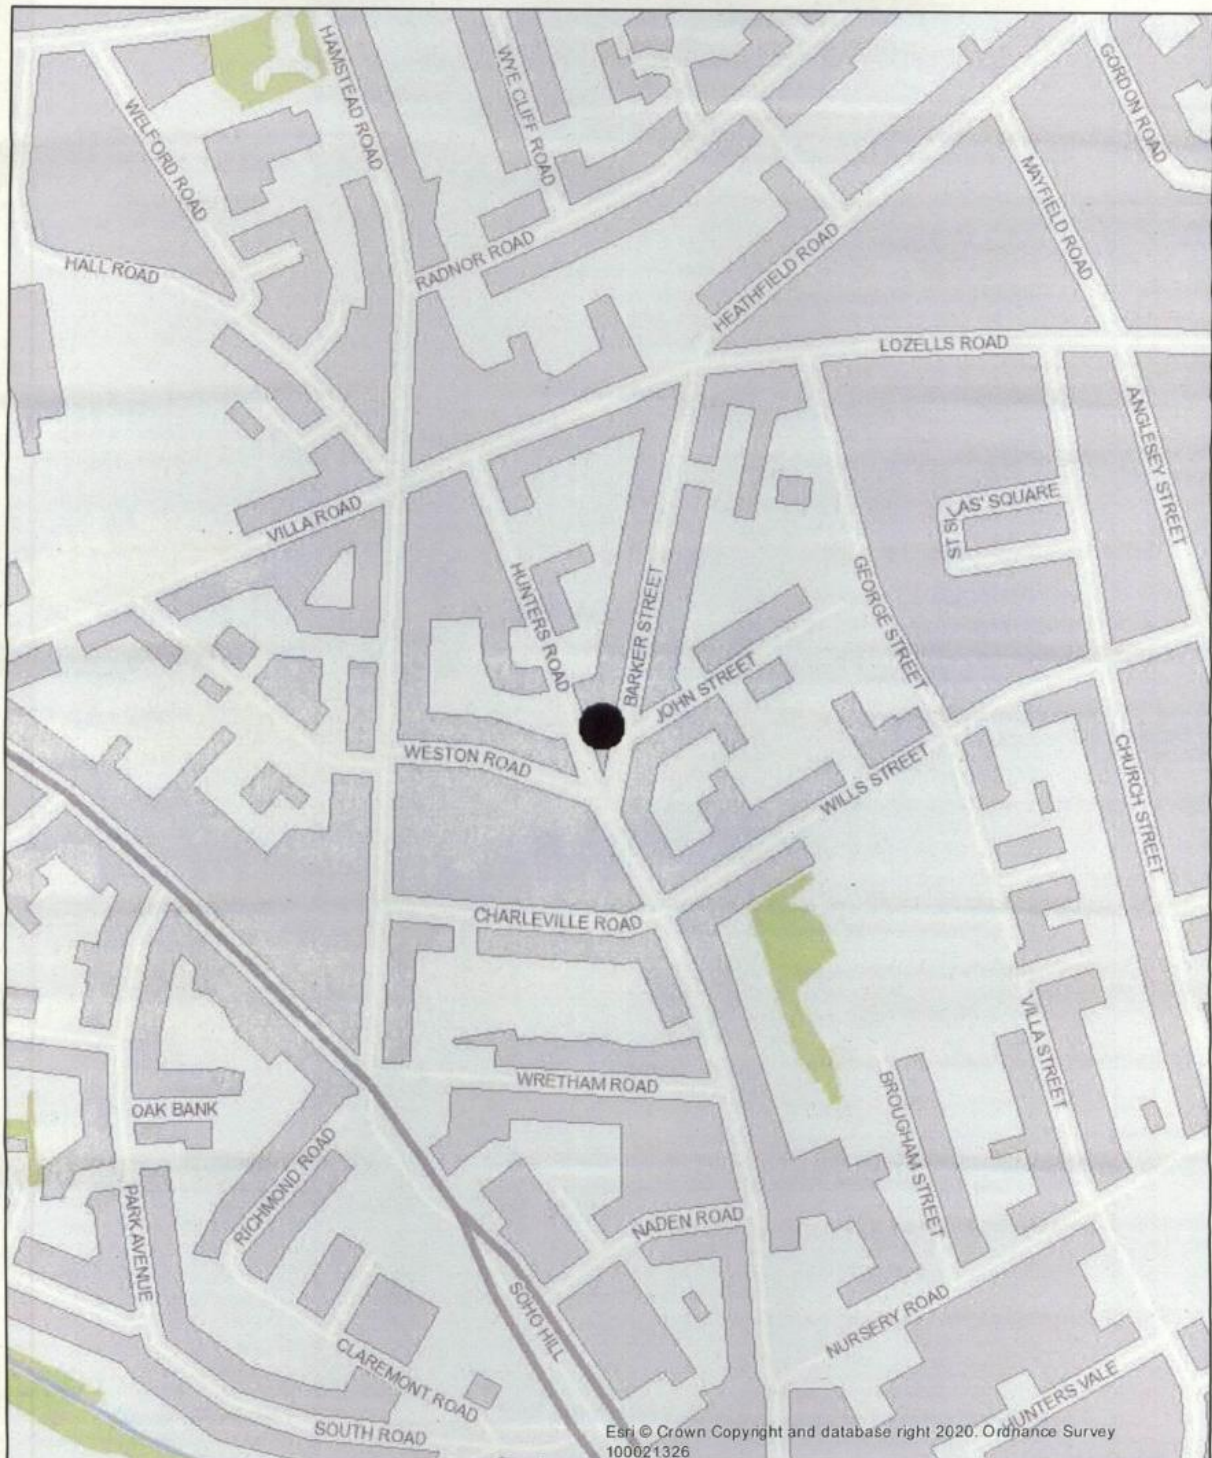 HAMSTEAD ROAD
WYE CLIFF ROAD
GORDON ROAD
WELFORD ROAD
MAYFIELD ROAD
HALL ROAD
RADNOR ROAD
HEATHFIELD ROAD
LOZELLS ROAD
ANGLESEY STREET
ST SILAS' SQUARE
VILLA ROAD
HUNTERS ROAD
BARKER STREET
GEORGE STREET
JOHN STREET
WESTON ROAD
WILLS STREET
CHURCH STREET
CHARLEVILLE ROAD
VILLA STREET
WRETHAM ROAD
BROUGHAM STREET
OAK BANK
RICHMOND ROAD
PARK AVENUE
NADEN ROAD
SOHO HILL
NURSERY ROAD
CLAREMONT ROAD
HUNTERS VALE
SOUTH ROAD
Esri © Crown Copyright and database right 2020. Ordnance Survey
100021326